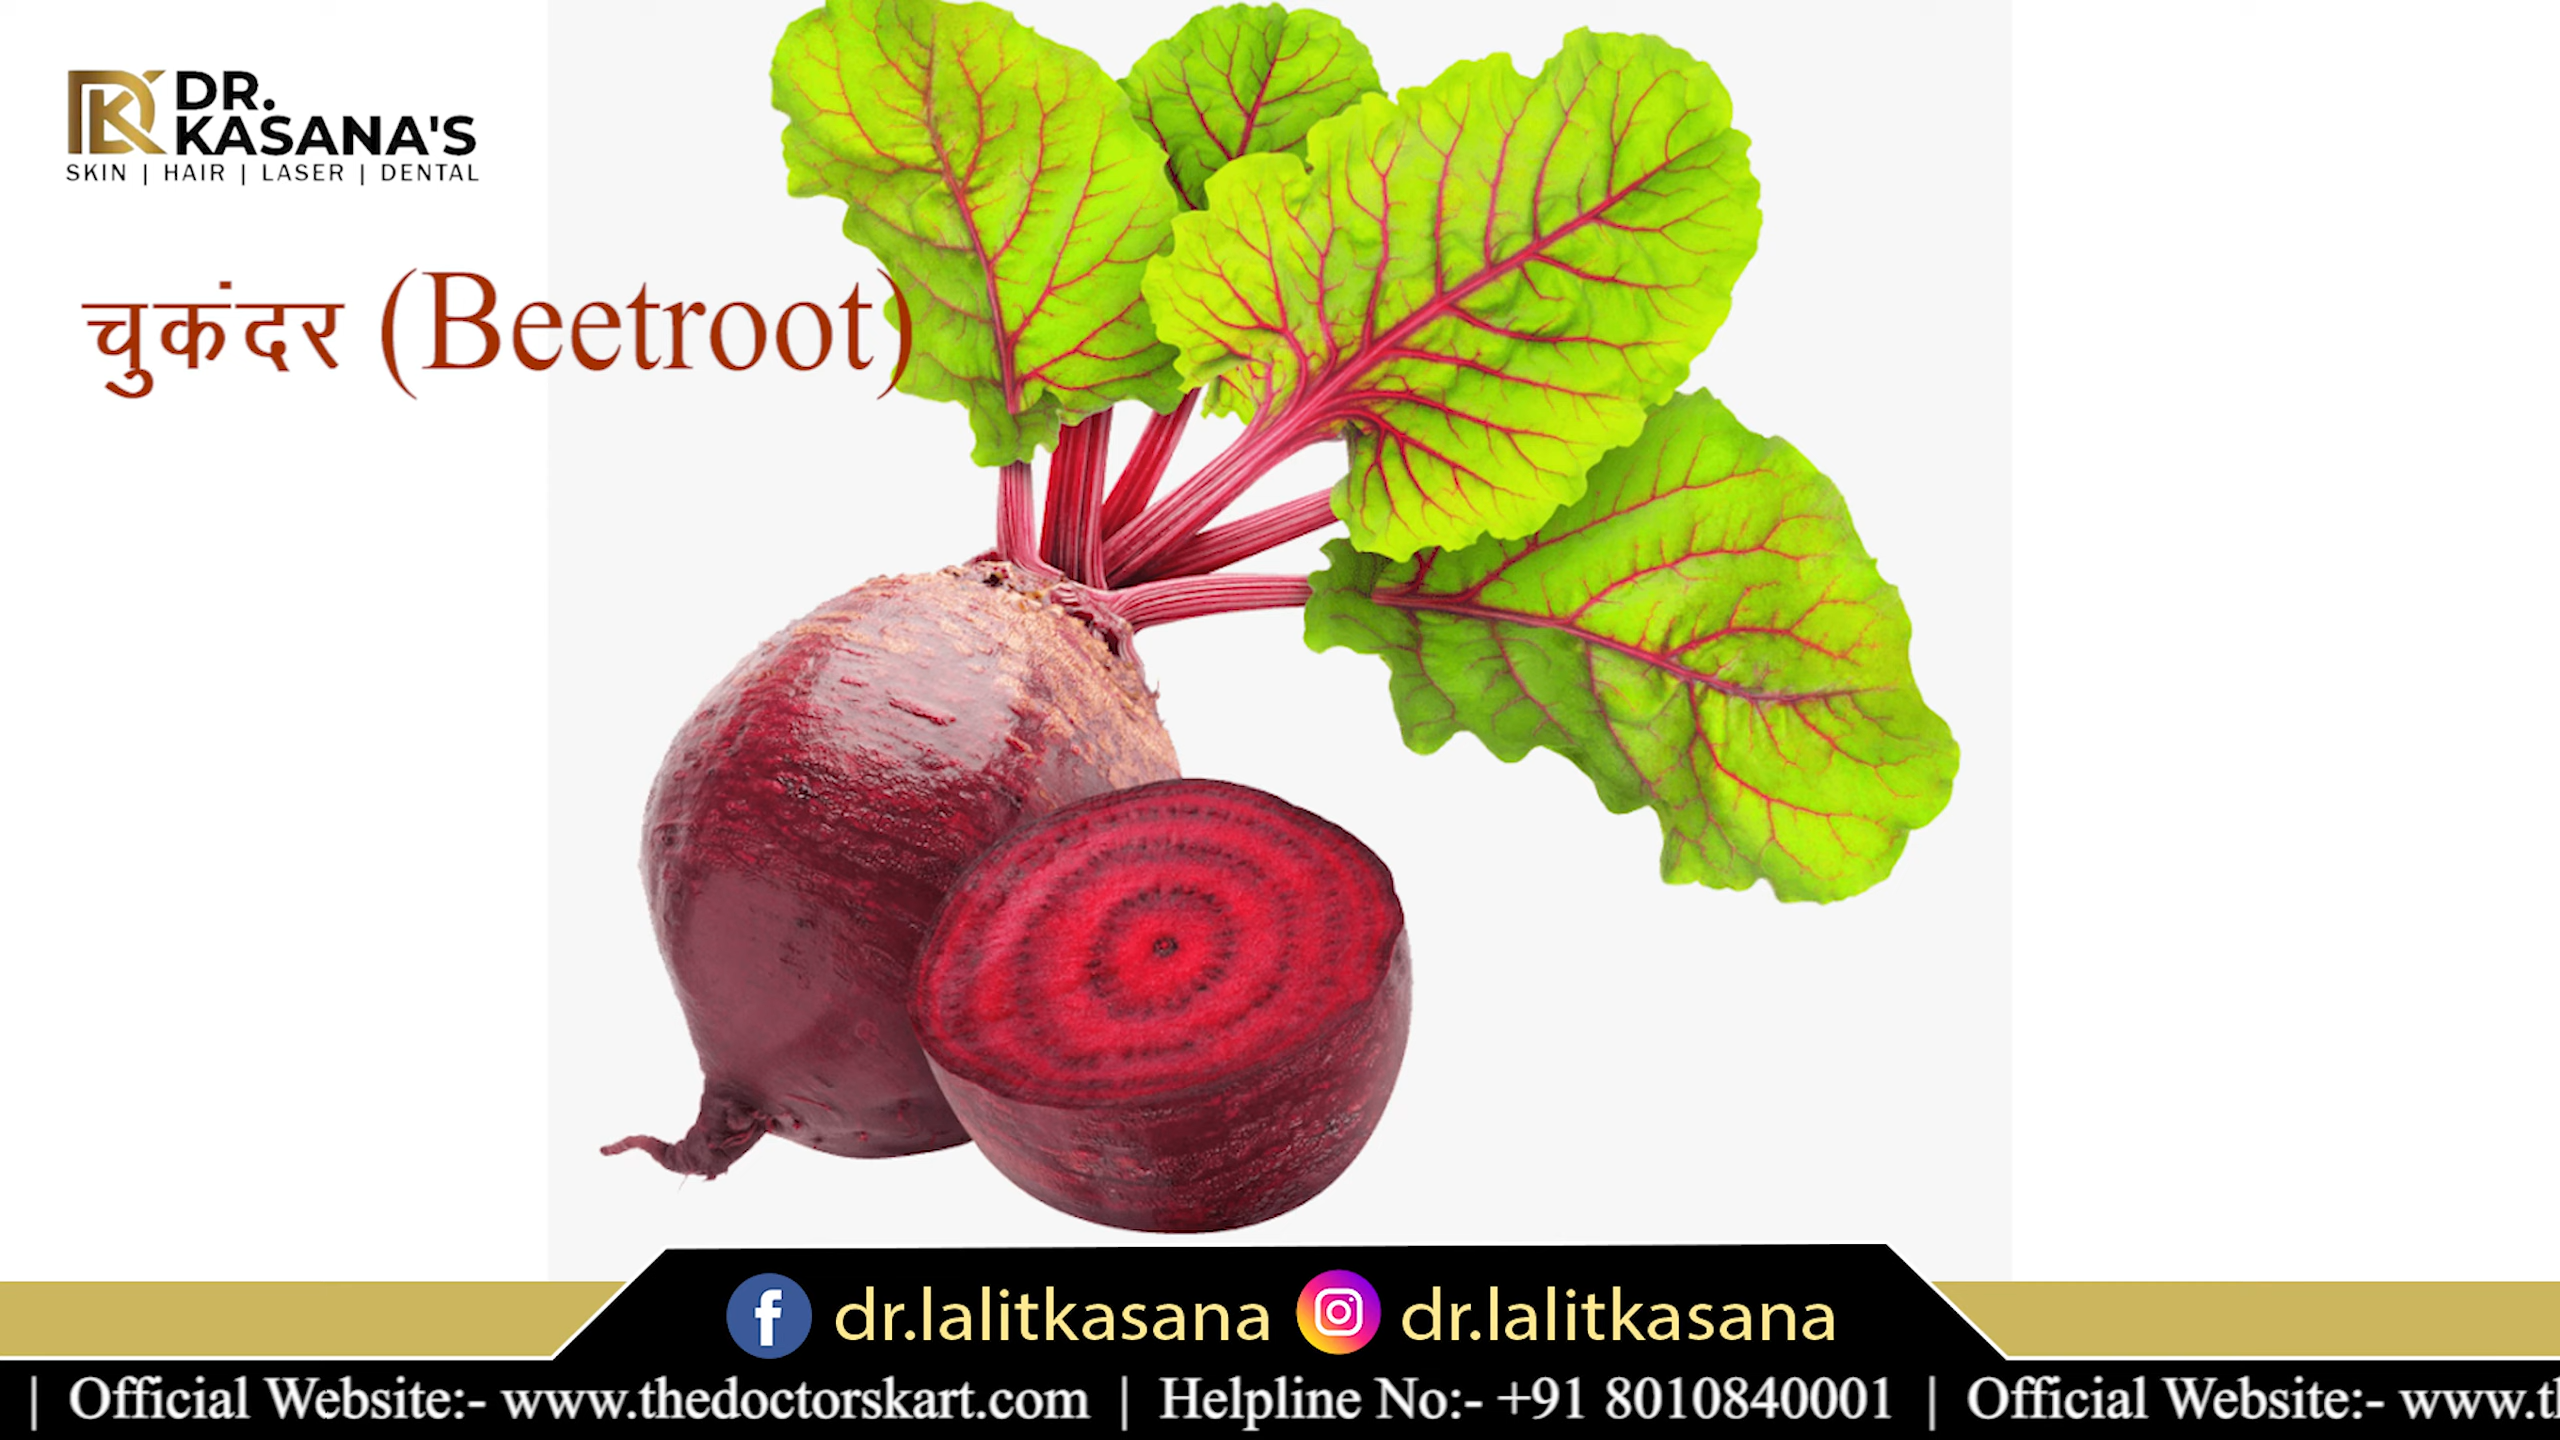 DR.
KASANA'S
SKIN | HAIR | LASER | DENTAL
चुकंदर (Beetroot)
dr.lalitkasana dr.lalitkasana
| Official Website:- www.thedoctorskart.com | Helpline No:- +91 8010840001 | Official Website:- www.t